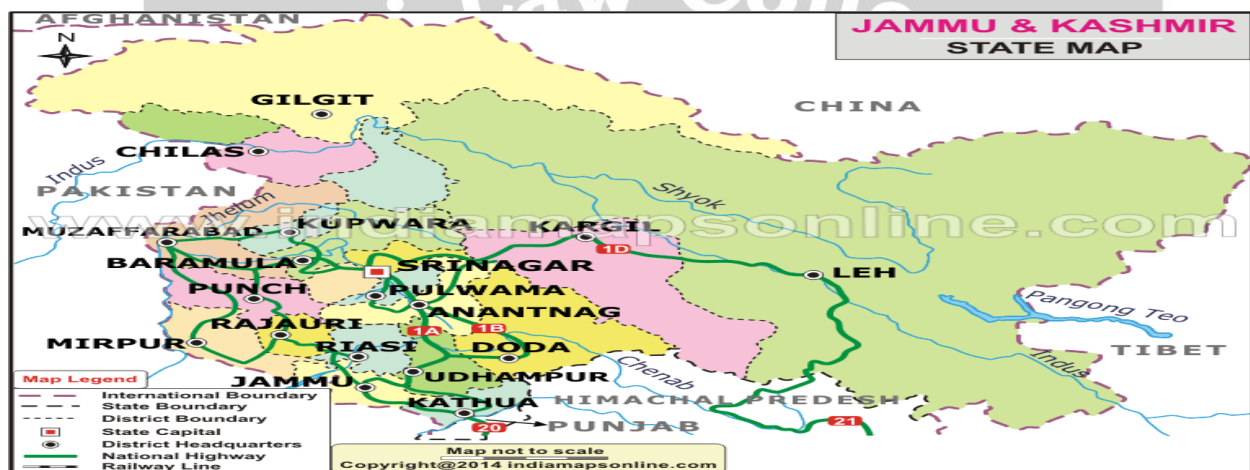 AFGHANISTAN
JAMMU & KASHMIR
STATE MAP
N
GILGIT
CHINA
CHILAS
Indus
PAKISTAN
Shyok
Jhelum
www.indiamapsonline.com
KUPWARA
KARGIL
MUZAFFARABAD
1D
BARAMULA
SRINAGAR
LEH
PUNCH
PULWAMA
Pangong Teo
ANANTNAG
RAJAURI
1A
1B
MIRPUR
RIASI
DODA
TIBET
Chenab
Indus
JAMMU
UDHAMPUR
KATHUA
HIMACHAL PREDESH
20
PUNJAB
21
Map Legend
International Boundary
State Boundary
District Boundary
State Capital
District Headquarters
National Highway
Railway Line
Map not to scale
Copyright@2014 indiamapsonline.com